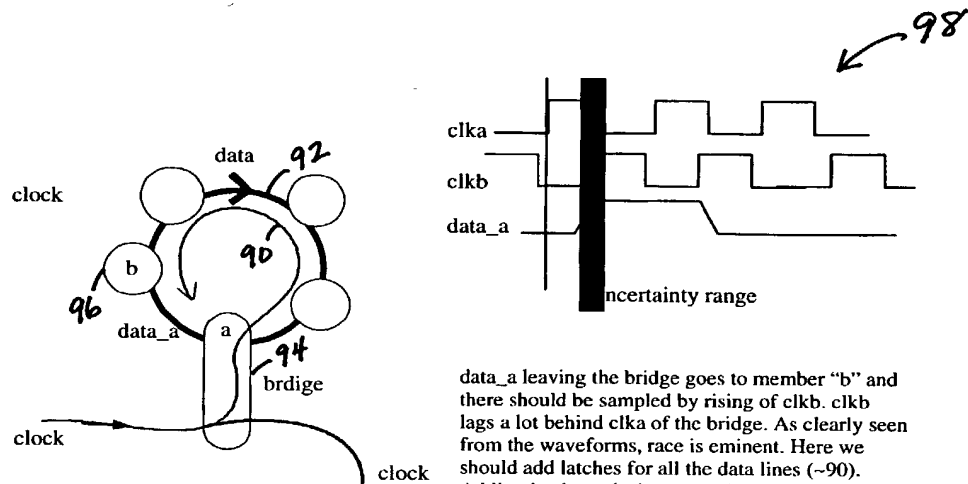 98
clka
clkb
data_a
ncertainty range
data
92
clock
90
b
96
data_a
a
94
brdige
clock
clock
data_a leaving the bridge goes to member “b” and
there should be sampled by rising of clkb. clkb
lags a lot behind clka of the bridge. As clearly seen
from the waveforms, race is eminent. Here we
should add latches for all the data lines (~90).